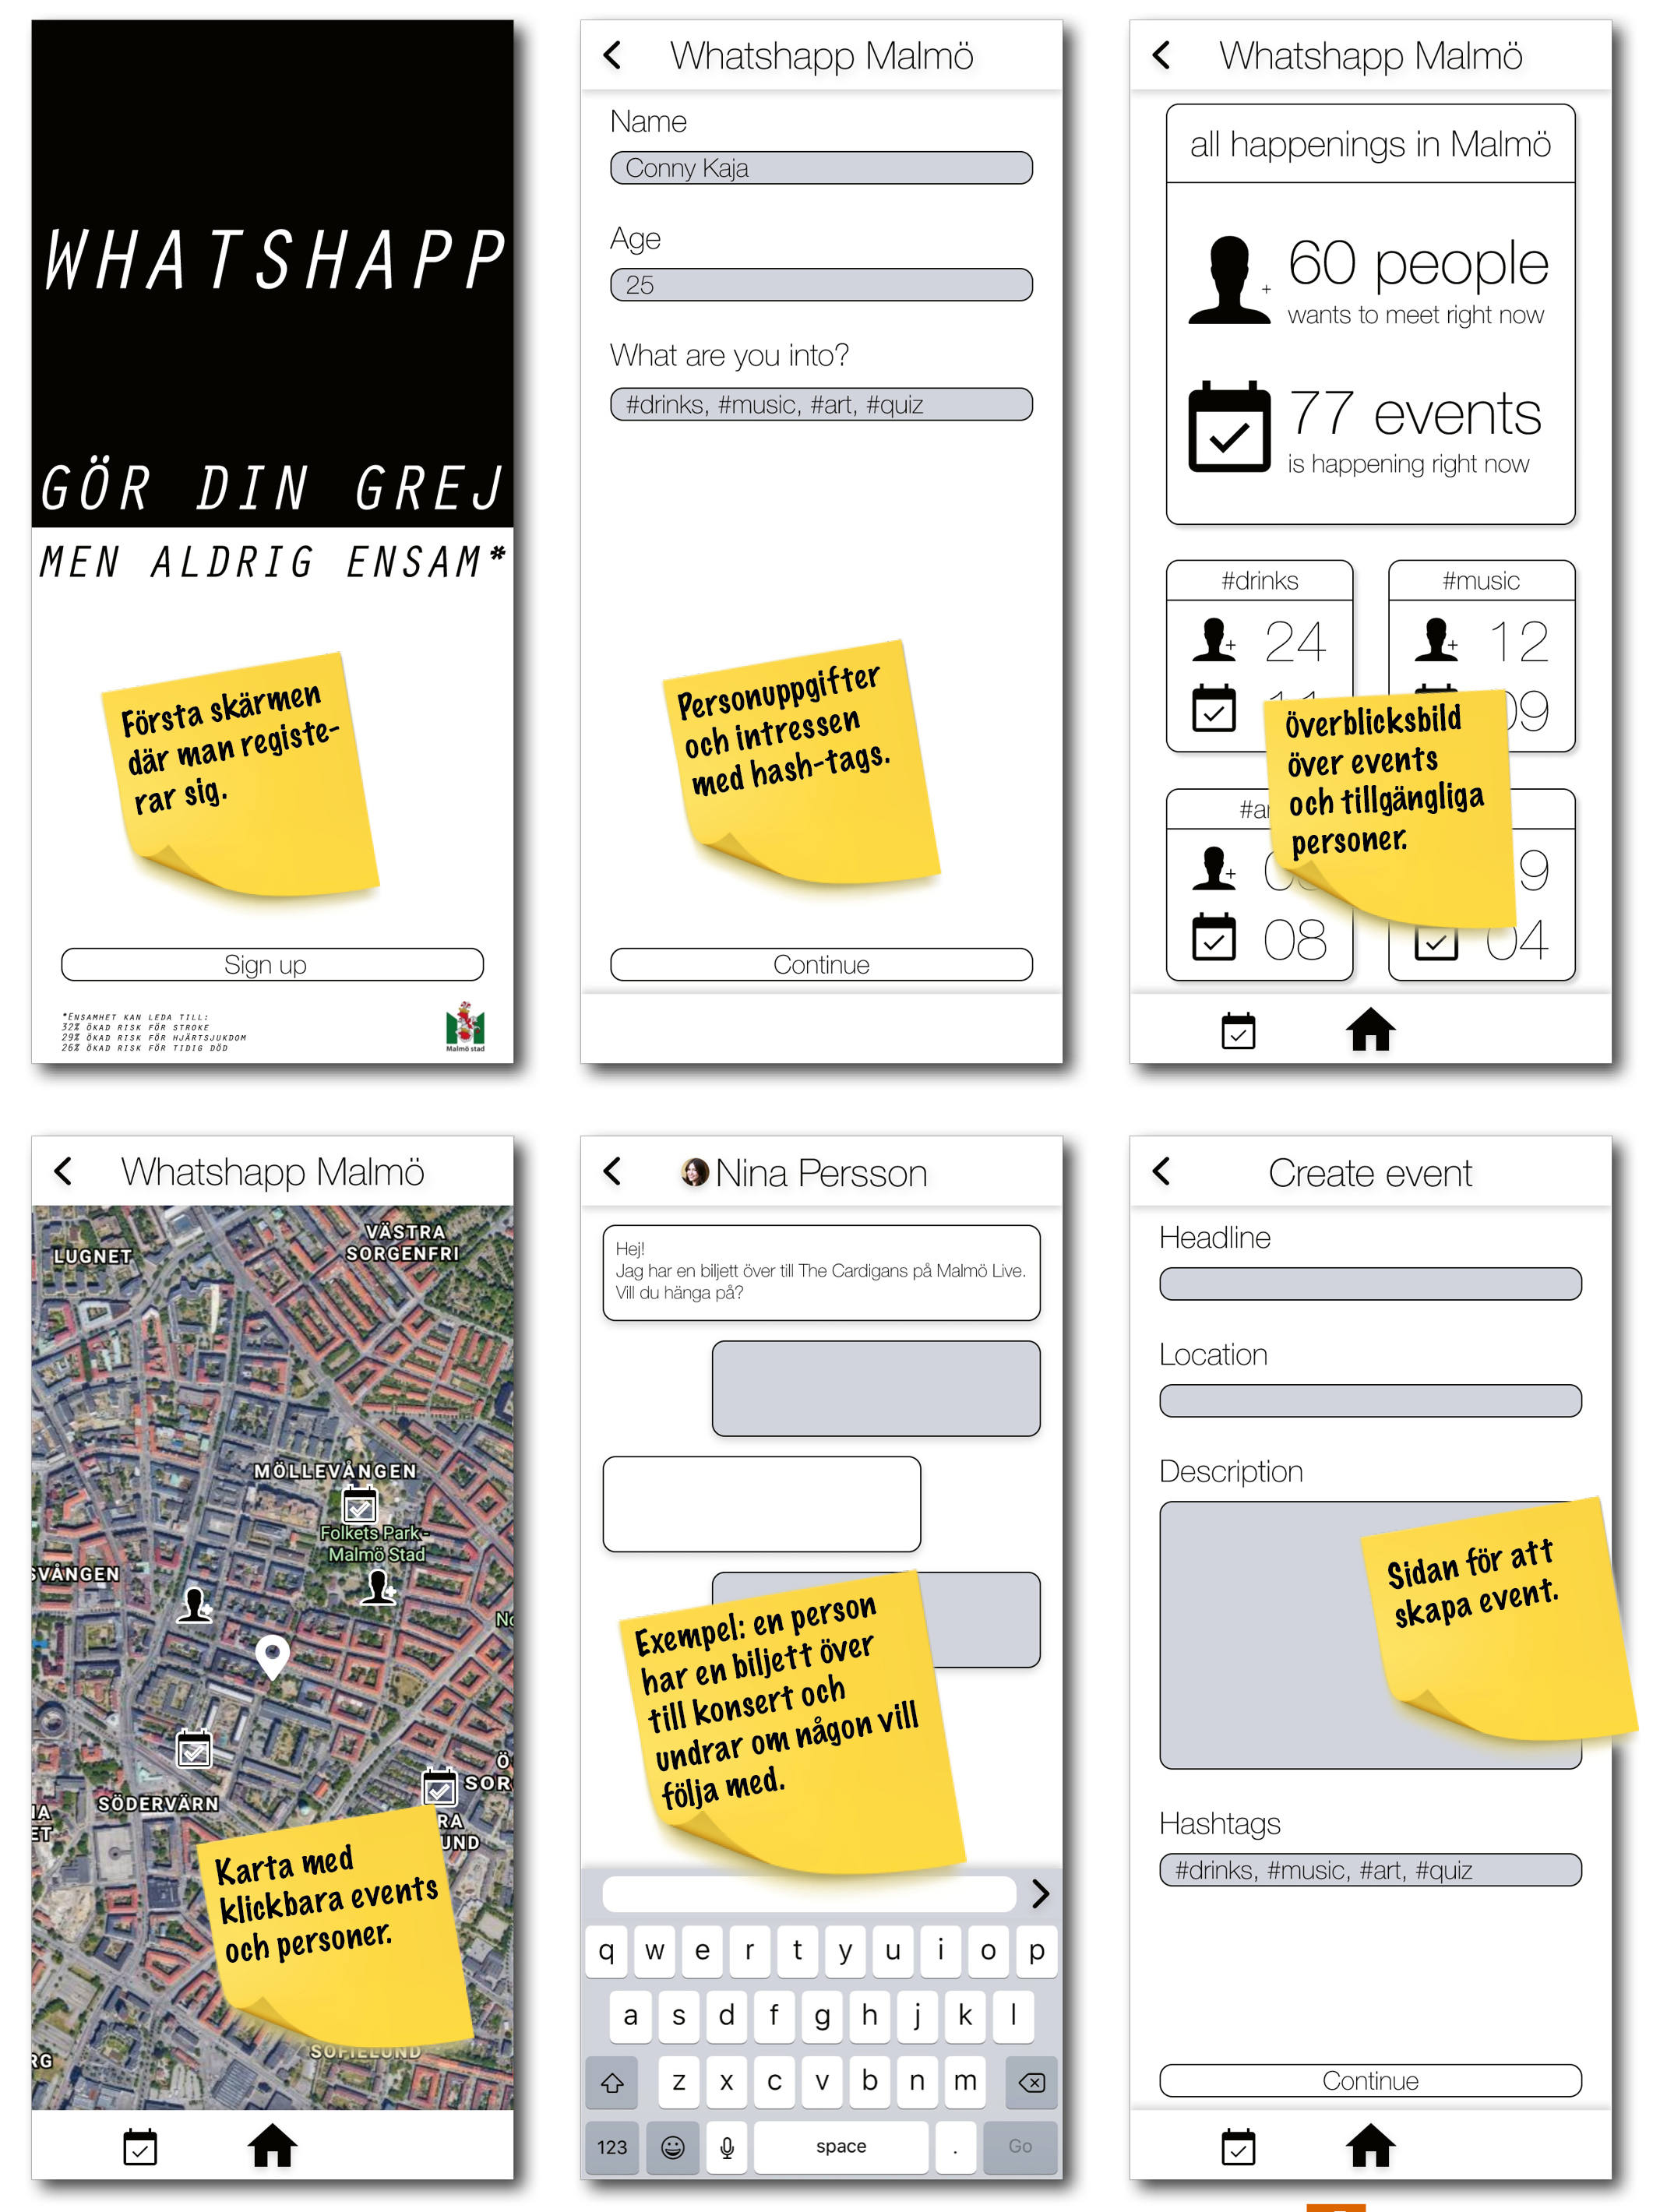 WHATSHAPP
GÖR DIN GREJ
MEN ALDRIG ENSAM*
Första skärmen
där man registe-
rar sig.
Sign up
*ENSAMHET KAN LEDA TILL:
32% ÖKAD RISK FÖR STROKE
29% ÖKAD RISK FÖR HJÄRTSJUKDOM
26% ÖKAD RISK FÖR TIDIG DÖD
Malmö stad
Whatshapp Malmö
Name
Conny Kaja
Age
25
What are you into?
#drinks, #music, #art, #quiz
Personuppgifter
och intressen
med hash-tags.
Continue
Whatshapp Malmö
all happenings in Malmö
60 people
wants to meet right now
77 events
is happening right now
#drinks
24
#music
12
09
Överblicksbild
över events
och tillgängliga
personer.
08
9
04
Whatshapp Malmö
LUGNET
VÄSTRA
SORGENFRI
MÖLLEVÅNGEN
Folkets Park -
Malmö Stad
SVÅNGEN
SÖDERVÄRN
SOR
RA
UND
Karta med
klickbara events
och personer.
SOFIELUND
RG
Nina Persson
Hej!
Jag har en biljett över till The Cardigans på Malmö Live.
Vill du hänga på?
Exempel: en person
har en biljett över
till konsert och
undrar om någon vill
följa med.
q w e r t y u i o p
a s d f g h j k l
z x c v b n m
123 space . Go
Create event
Headline
Location
Description
Sidan för att
skapa event.
Hashtags
#drinks, #music, #art, #quiz
Continue